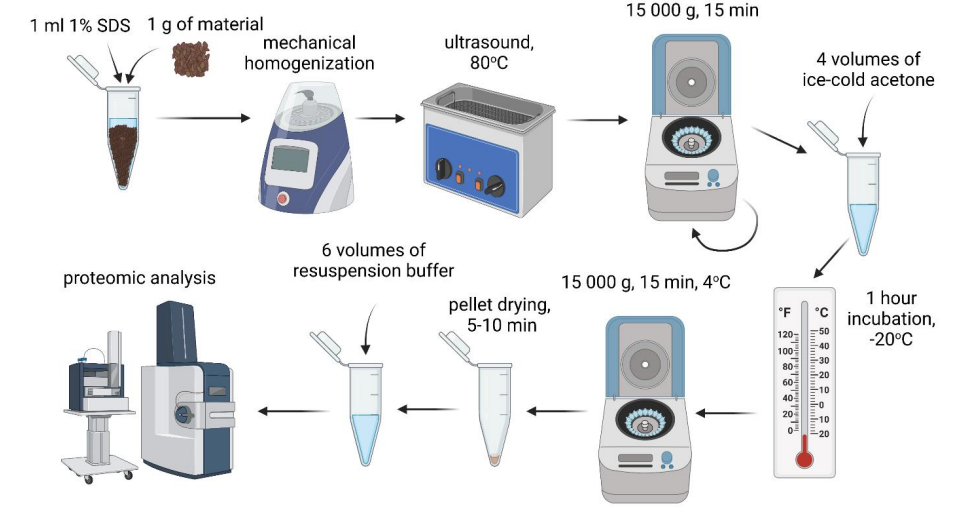 1 ml 1% SDS
1 g of material
mechanical
homogenization
ultrasound,
80°C
15 000 g, 15 min
4 volumes of
ice-cold acetone
1 hour
incubation,
-20°C
°F
°C
120
100
80
60
40
20
0
50
40
30
20
10
0
10
20
15 000 g, 15 min, 4°C
pellet drying,
5-10 min
6 volumes of
resuspension buffer
proteomic analysis